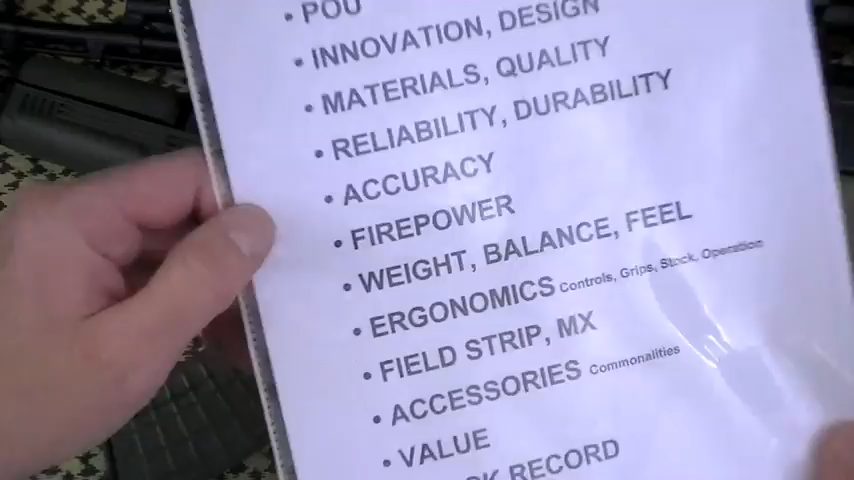 • POU
• INNOVATION, DESIGN
• MATERIALS, QUALITY
• RELIABILITY, DURABILITY
• ACCURACY
• FIREPOWER
• WEIGHT, BALANCE, FEEL
• ERGONOMICS Controls, Grips, Stock, Operation
• FIELD STRIP, MX
• ACCESSORIES Commonalities
• VALUE
RECORD